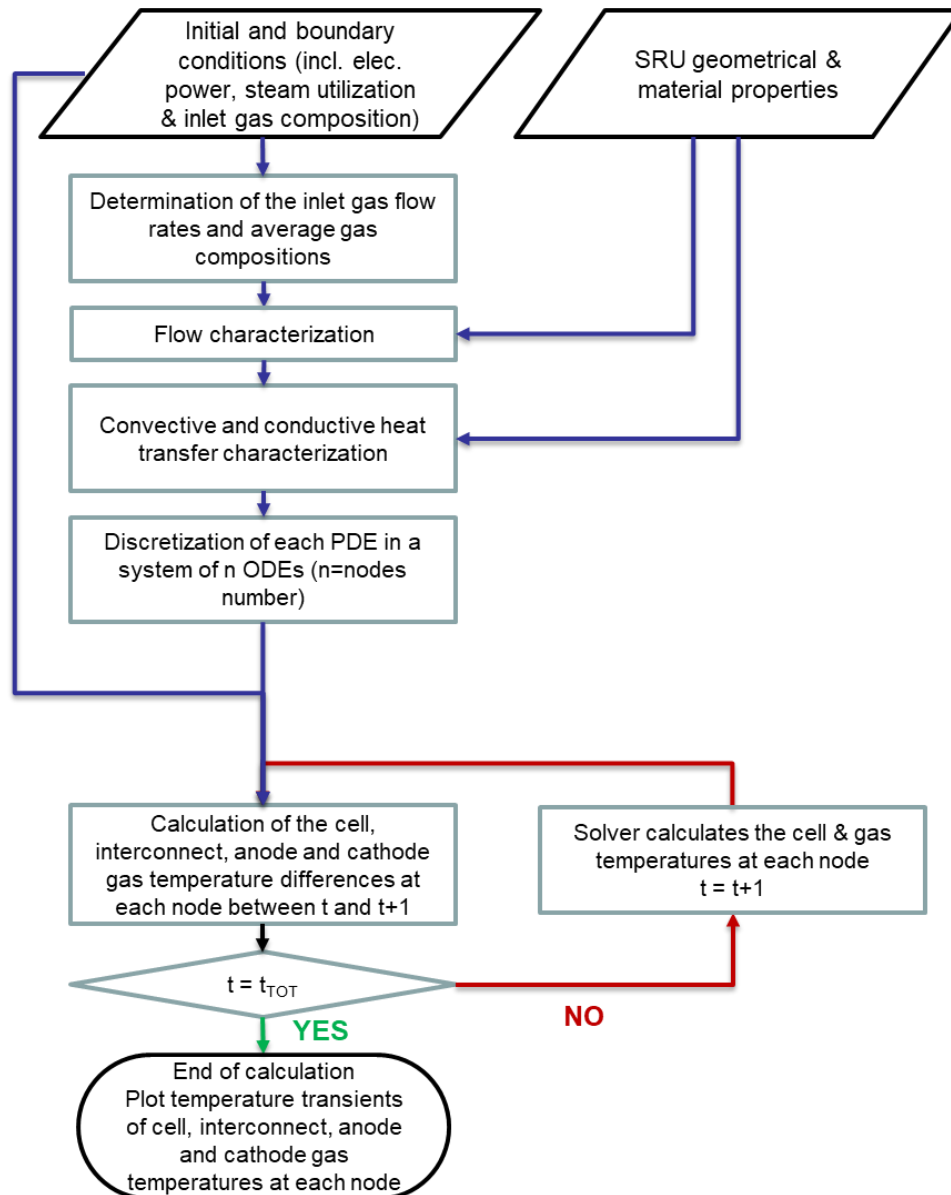 Initial and boundary
conditions (incl. elec.
power, steam utilization
& inlet gas composition)
SRU geometrical &
material properties
Determination of the inlet gas flow
rates and average gas
compositions
Flow characterization
Convective and conductive heat
transfer characterization
Discretization of each PDE in a
system of n ODEs (n=nodes
number)
Calculation of the cell,
interconnect, anode and cathode
gas temperature differences at
each node between t and t+1
Solver calculates the cell & gas
temperatures at each node
t = t+1
t = tTOT
NO
YES
End of calculation
Plot temperature transients
of cell, interconnect, anode
and cathode gas
temperatures at each node